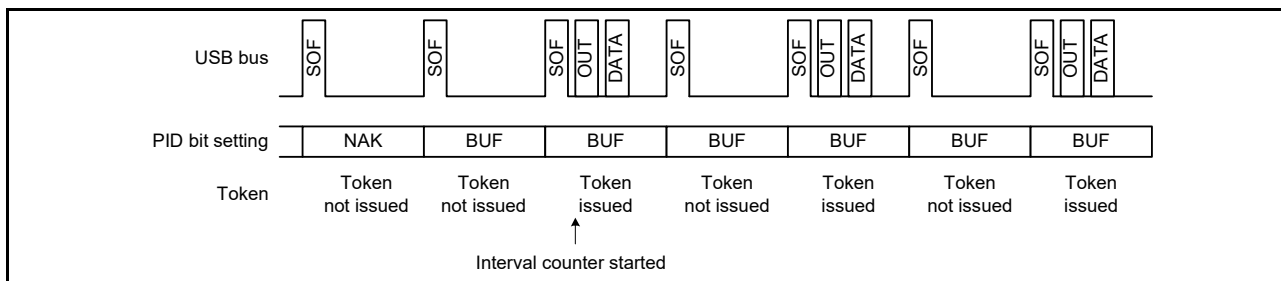 USB bus
SOF SOF SOF OUT DATA SOF SOF OUT DATA SOF SOF OUT DATA
PID bit setting NAK BUF BUF BUF BUF BUF BUF
Token Token Token Token Token Token Token Token
not issued not issued issued not issued issued not issued issued
Interval counter started